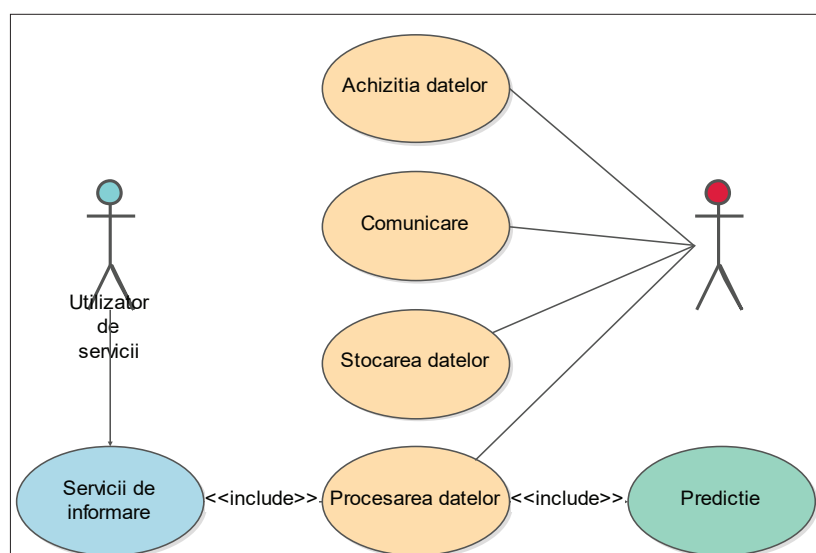 Achizitia datelor
Comunicare
Utilizator
de
servicii
Stocarea datelor
Servicii de
informare
<<include>>
Procesarea datelor
<<include>>
Predictie